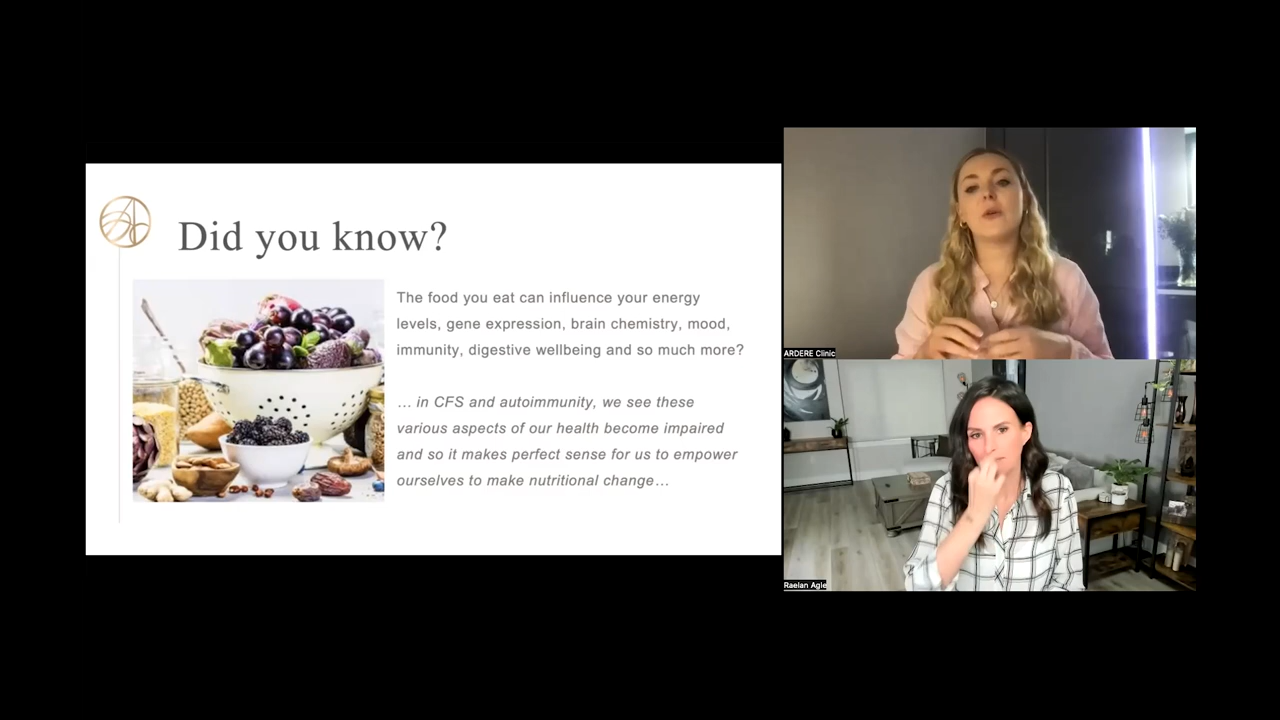 Did you know?
The food you eat can influence your energy
levels, gene expression, brain chemistry, mood,
immunity, digestive wellbeing and so much more?
... in CFS and autoimmunity, we see these
various aspects of our health become impaired
and so it makes perfect sense for us to empower
ourselves to make nutritional change...
ARDERE Clinic
Raelan Agle